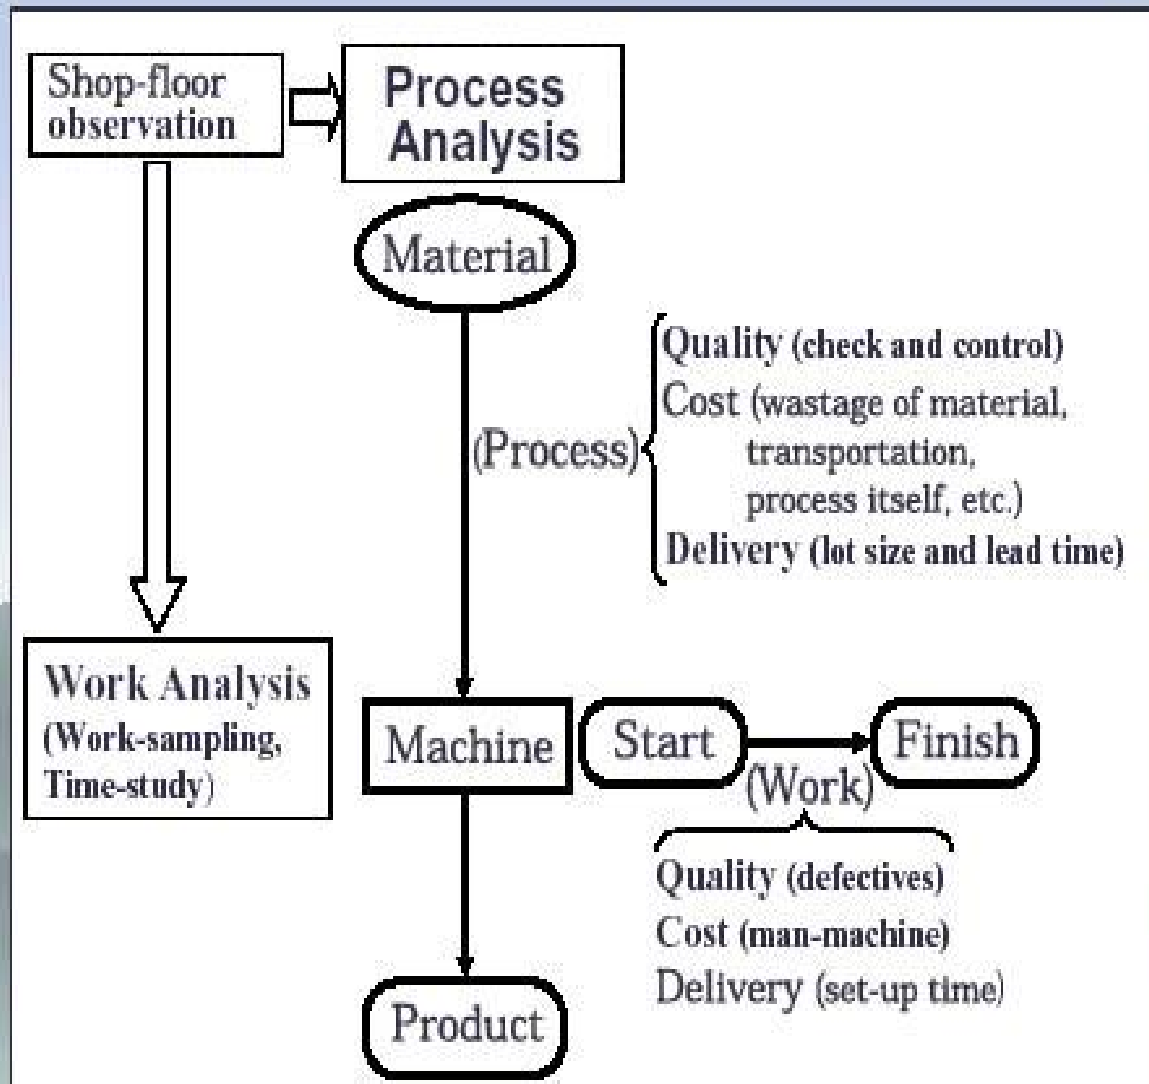 Shop-floor
observation
Process
Analysis
Material
(Process)
Quality (check and control)
Cost (wastage of material,
transportation,
process itself, etc.)
Delivery (lot size and lead time)
Work Analysis
(Work-sampling,
Time-study)
Machine
Start
Finish
(Work)
Quality (defectives)
Cost (man-machine)
Delivery (set-up time)
Product